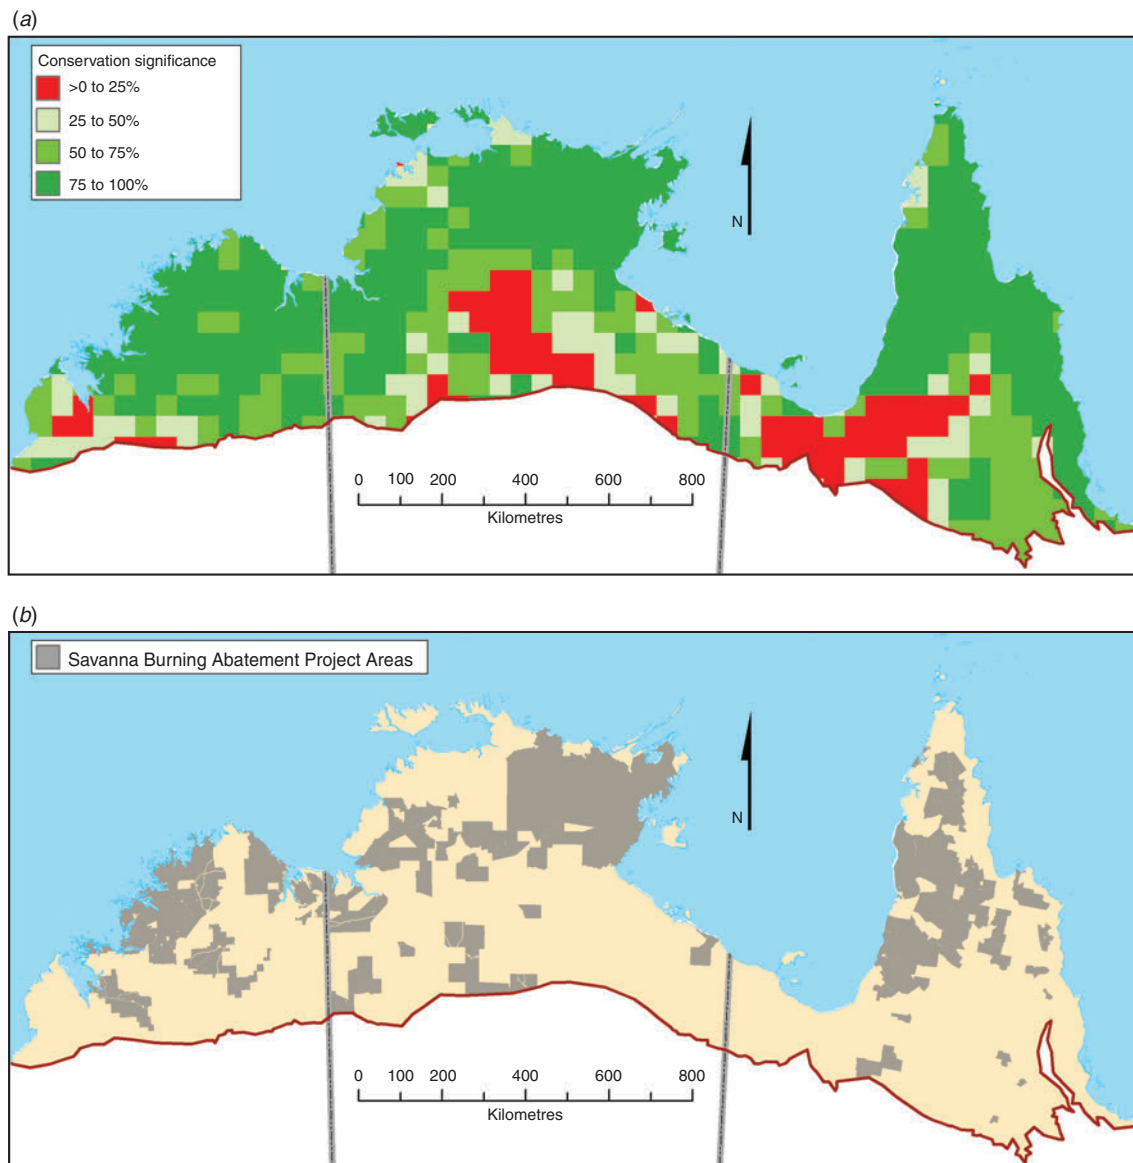 (a)
Conservation significance
>0 to 25%
25 to 50%
50 to 75%
75 to 100%
N
0 100 200 400 600 800
Kilometres
(b)
Savanna Burning Abatement Project Areas
N
0 100 200 400 600 800
Kilometres